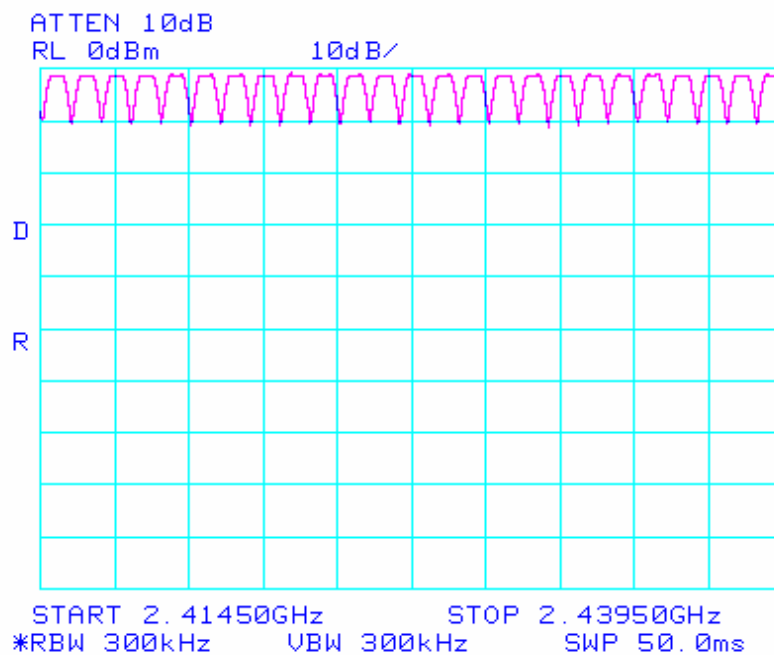 ATTEN 10dB
RL 0dBm 10dB/
D
R
START 2.41450GHz STOP 2.43950GHz
*RBW 300kHz VBW 300kHz SWP 50.0ms